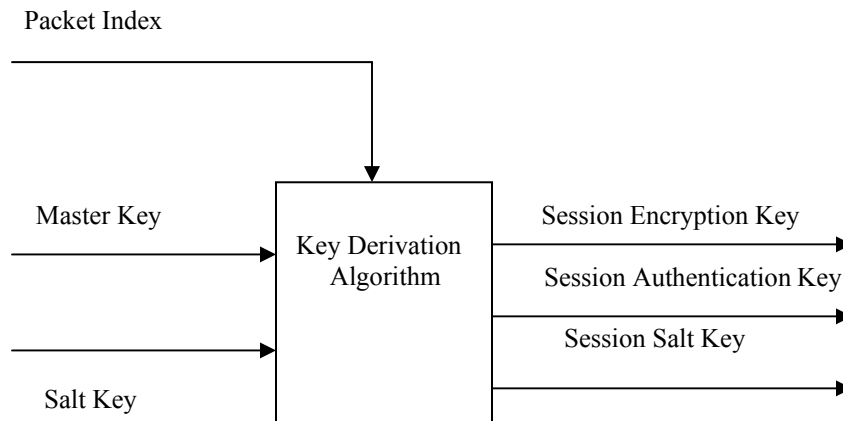 Packet Index
Master Key
Session Encryption Key
Key Derivation
Algorithm
Session Authentication Key
Session Salt Key
Salt Key